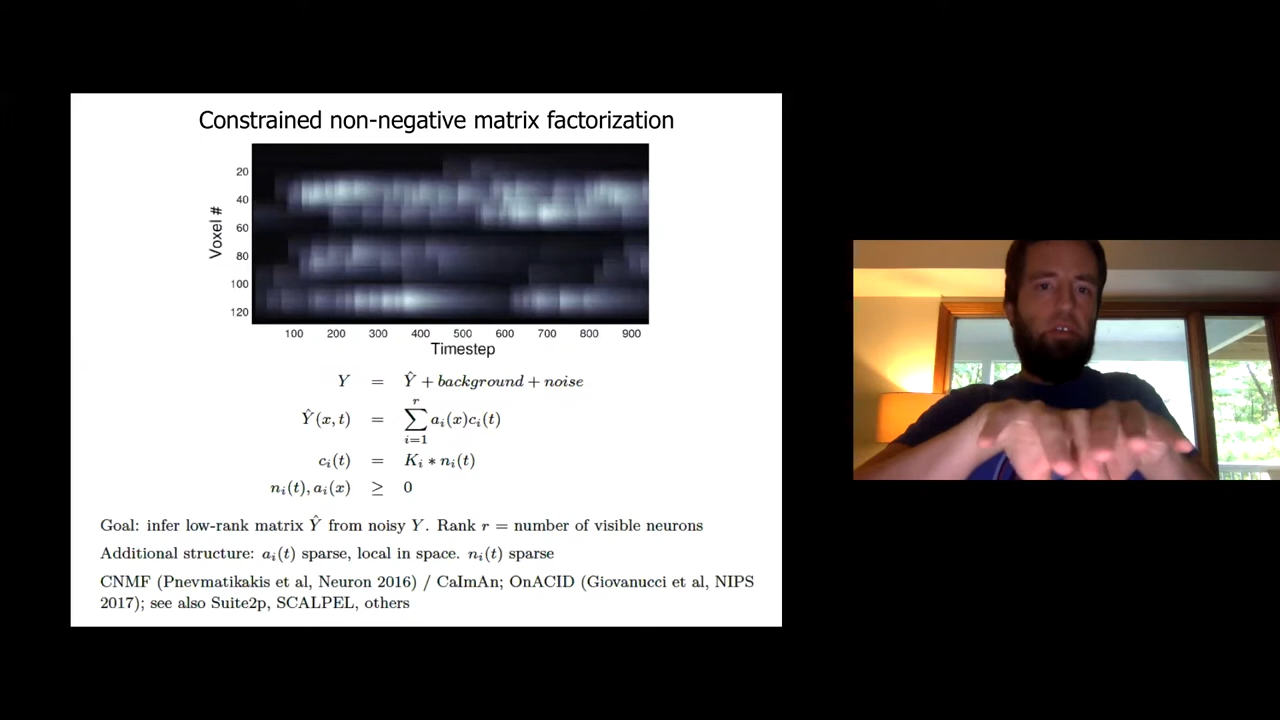 Constrained non-negative matrix factorization
20
40
60
80
100
120
Voxel #
100 200 300 400 500 600 700 800 900
Timestep
Y = Ŷ + background + noise
Ŷ(x, t) = ∑_{i=1}^{r} a_i(x)c_i(t)
c_i(t) = K_i * n_i(t)
n_i(t), a_i(x) ≥ 0
Goal: infer low-rank matrix Ŷ from noisy Y. Rank r = number of visible neurons
Additional structure: a_i(t) sparse, local in space. n_i(t) sparse
CNMF (Pnevmatikakis et al, Neuron 2016) / CaImAn; OnACID (Giovanucci et al, NIPS
2017); see also Suite2p, SCALPEL, others